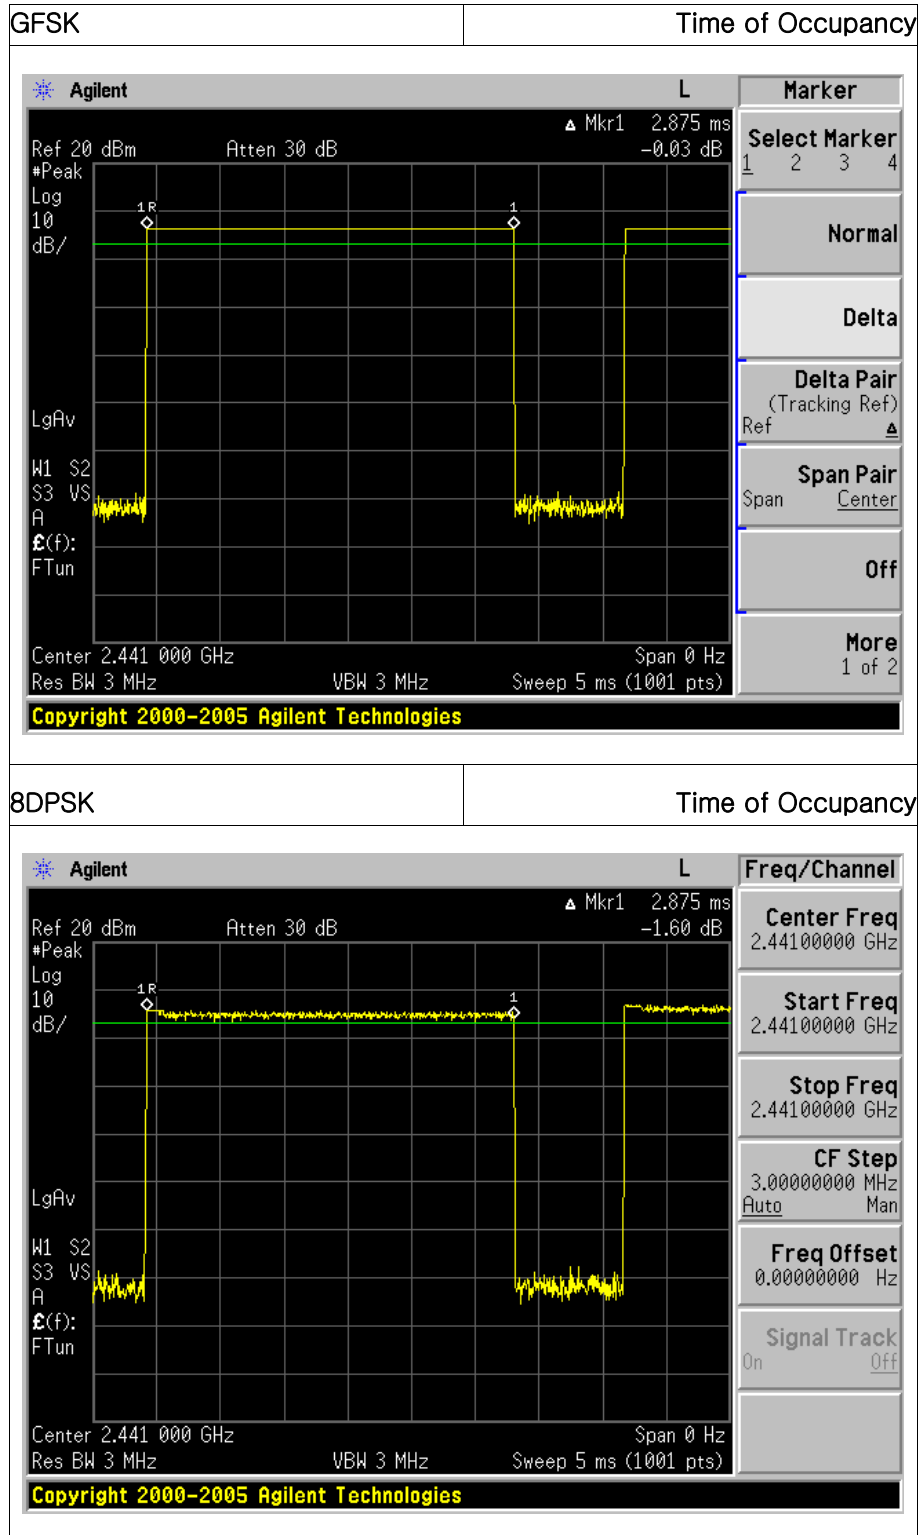 GFSK Time of Occupancy
Agilent L Marker
Δ Mkr1 2.875 ms
Ref 20 dBm Atten 30 dB -0.03 dB
Select Marker
1 2 3 4
#Peak
Log
10
dB/
1R 1
Normal
Delta
Delta Pair
(Tracking Ref)
Ref Δ
LgAv
W1 S2
S3 VS
A
£(f):
FTun
Span Pair
Span Center
Off
Center 2.441 000 GHz Span 0 Hz
Res BW 3 MHz VBW 3 MHz Sweep 5 ms (1001 pts)
More
1 of 2
Copyright 2000-2005 Agilent Technologies
8DPSK Time of Occupancy
Agilent L Freq/Channel
Δ Mkr1 2.875 ms
Ref 20 dBm Atten 30 dB -1.60 dB
Center Freq
2.44100000 GHz
#Peak
Log
10
dB/
1R 1
Start Freq
2.44100000 GHz
Stop Freq
2.44100000 GHz
CF Step
3.00000000 MHz
Auto Man
LgAv
W1 S2
S3 VS
A
£(f):
FTun
Freq Offset
0.00000000 Hz
Signal Track
On Off
Center 2.441 000 GHz Span 0 Hz
Res BW 3 MHz VBW 3 MHz Sweep 5 ms (1001 pts)
Copyright 2000-2005 Agilent Technologies